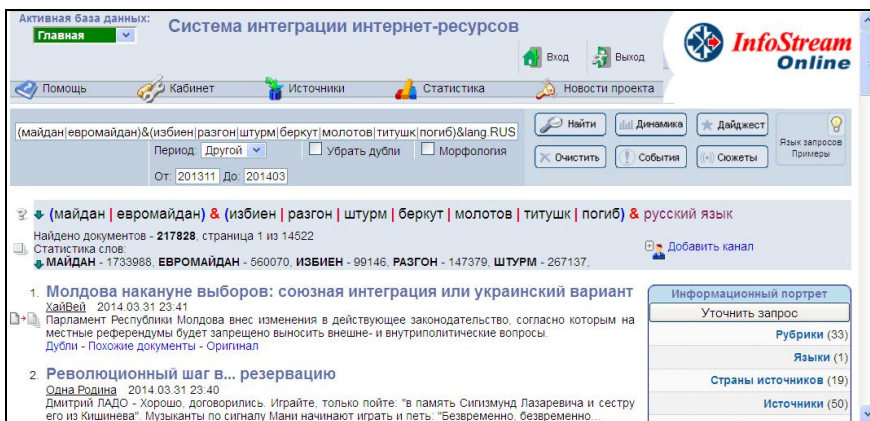 Активная база данных:
Главная
Система интеграции интернет-ресурсов
Вход Выход
InfoStream
Online
Помощь Кабинет Источники Статистика Новости проекта
(майдан|евромайдан)&(избиен|разгон|штурм|беркут|молотов|титушк|погиб)&lang.RUS
Найти Динамика Дайджест
Период: Другой Убрать дубли Морфология
Очистить События Сюжеты
Язык запросов
Примеры
От: 201311 До: 201403
(майдан | евромайдан) & (избиен | разгон | штурм | беркут | молотов | титушк | погиб) & русский язык
Найдено документов - 217828, страница 1 из 14522
Статистика слов:
МАЙДАН - 1733988, ЕВРОМАЙДАН - 560070, ИЗБИЕН - 99146, РАЗГОН - 147379, ШТУРМ - 267137,
Добавить канал
1. Молдова накануне выборов: союзная интеграция или украинский вариант
ХайВей 2014.03.31 23:41
Парламент Республики Молдова внес изменения в действующее законодательство, согласно которым на
местные референдумы будет запрещено выносить внешне- и внутриполитические вопросы.
Дубли - Похожие документы - Оригинал
2. Революционный шаг в... резервацию
Одна Родина 2014.03.31 23:40
Дмитрий ЛАДО - Хорошо, договорились. Играйте, только пойте: "в память Сигизмунд Лазаревича и сестру
его из Кишинева". Музыканты по сигналу Мани начинают играть и петь: "Безвременно, безвременно...
Информационный портрет
Уточнить запрос
Рубрики (33)
Языки (1)
Страны источников (19)
Источники (50)